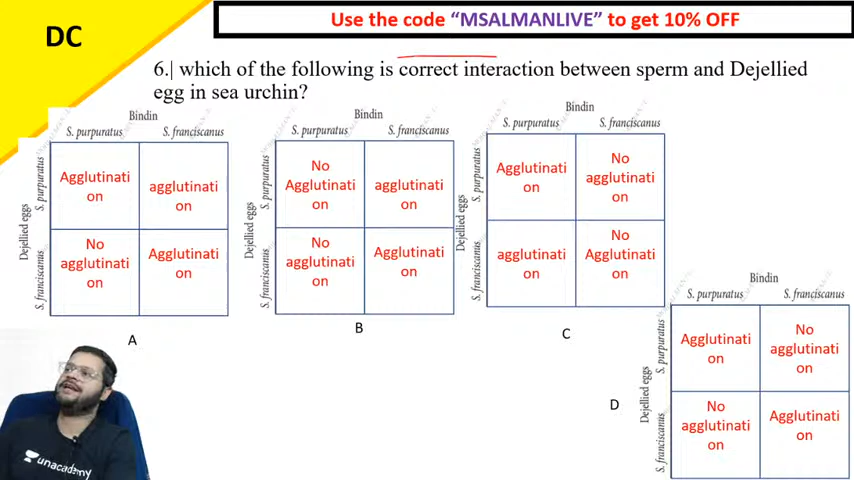 DC
Use the code “MSALMANLIVE” to get 10% OFF
6.| which of the following is correct interaction between sperm and Dejellied
egg in sea urchin?
Bindin
S. purpuratus S. franciscanus
Dejellied eggs
S. purpuratus
S. franciscanus
Agglutinati
on
agglutinati
on
No
agglutinati
on
Agglutinati
on
A
Bindin
S. purpuratus S. franciscanus
Dejellied eggs
S. purpuratus
S. franciscanus
No
Agglutinati
on
agglutinati
on
No
agglutinati
on
Agglutinati
on
B
Bindin
S. purpuratus S. franciscanus
Dejellied eggs
S. purpuratus
S. franciscanus
Agglutinati
on
No
agglutinati
on
agglutinati
on
No
Agglutinati
on
C
Bindin
S. purpuratus S. franciscanus
Dejellied eggs
S. purpuratus
S. franciscanus
Agglutinati
on
No
agglutinati
on
No
agglutinati
on
Agglutinati
on
D
unacademy